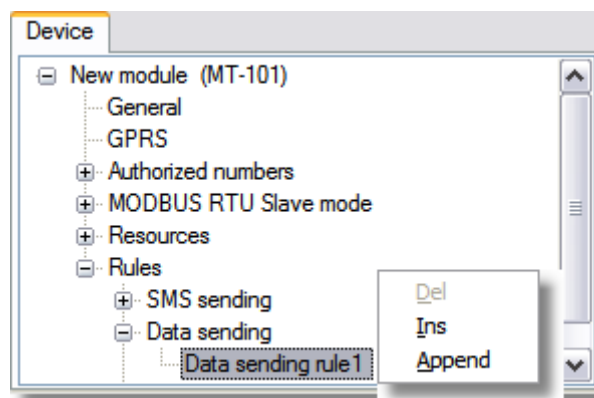 Device
New module (MT-101)
General
GPRS
Authorized numbers
MODBUS RTU Slave mode
Resources
Rules
SMS sending
Data sending
Data sending rule1
Del
Ins
Append